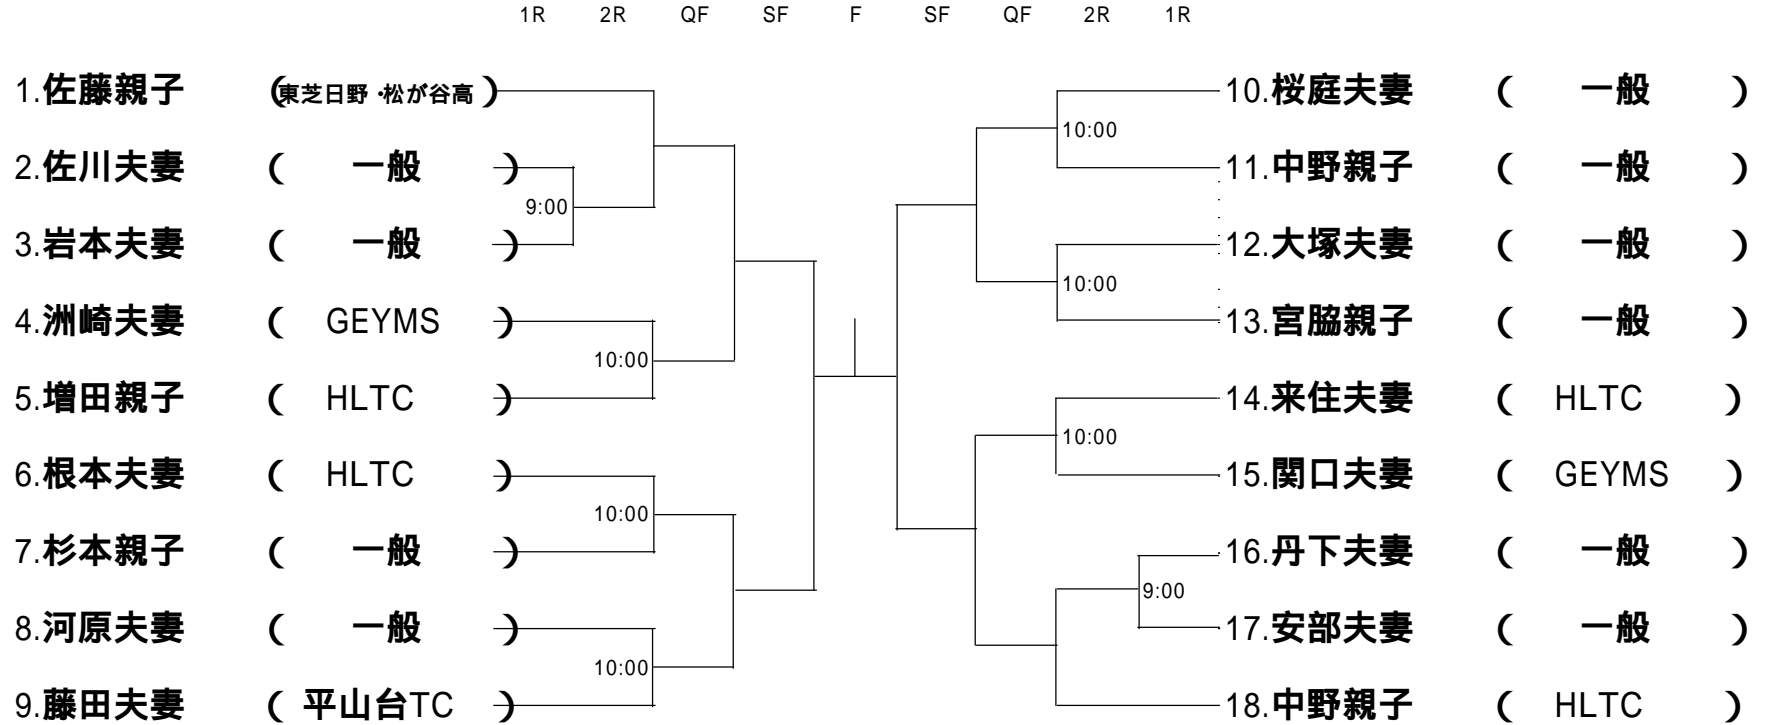 1R 2R QF SF F SF QF 2R 1R
1.佐藤親子 (東芝日野・松が谷高) 10.桜庭夫妻 ( 一般 )
10:00
2.佐川夫妻 ( 一般 ) 11.中野親子 ( 一般 )
9:00
3.岩本夫妻 ( 一般 ) 12.大塚夫妻 ( 一般 )
10:00
4.洲崎夫妻 ( GEYMS ) 13.宮脇親子 ( 一般 )
10:00
5.増田親子 ( HLTC ) 14.来住夫妻 ( HLTC )
10:00
6.根本夫妻 ( HLTC ) 15.関口夫妻 ( GEYMS )
10:00
7.杉本親子 ( 一般 ) 16.丹下夫妻 ( 一般 )
9:00
8.河原夫妻 ( 一般 ) 17.安部夫妻 ( 一般 )
10:00
9.藤田夫妻 ( 平山台TC ) 18.中野親子 ( HLTC )